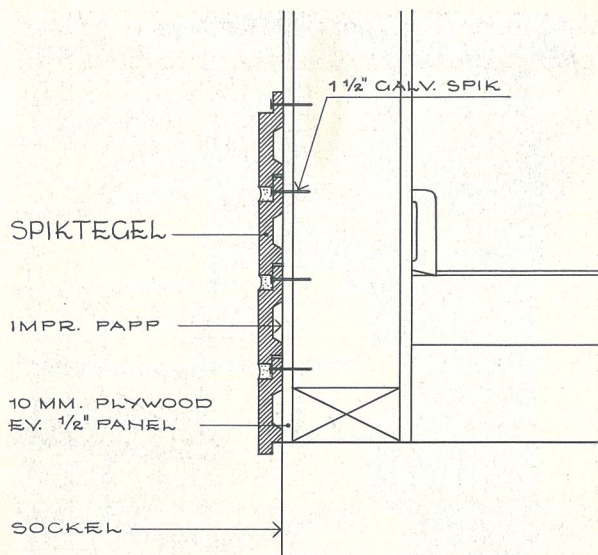 1 ½" GALV. SPIK
SPIKTEGEL
IMPR. PAPP
10 MM. PLYWOOD
EV. ½" PANEL
SOCKEL